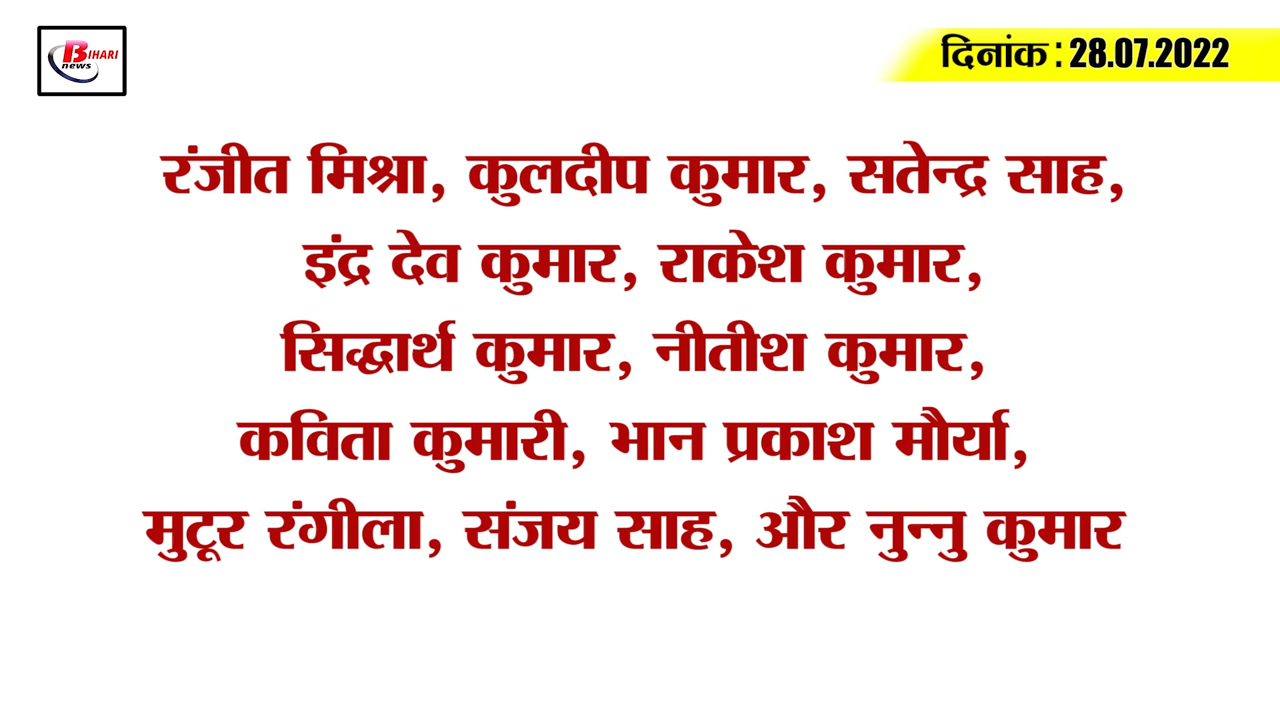 BIHARI
news
दिनांक : 28.07.2022
रंजीत मिश्रा, कुलदीप कुमार, सतेन्द्र साह,
इंद्र देव कुमार, राकेश कुमार,
सिद्धार्थ कुमार, नीतीश कुमार,
कविता कुमारी, भान प्रकाश मौर्या,
मुटूर रंगीला, संजय साह, और नुन्नु कुमार